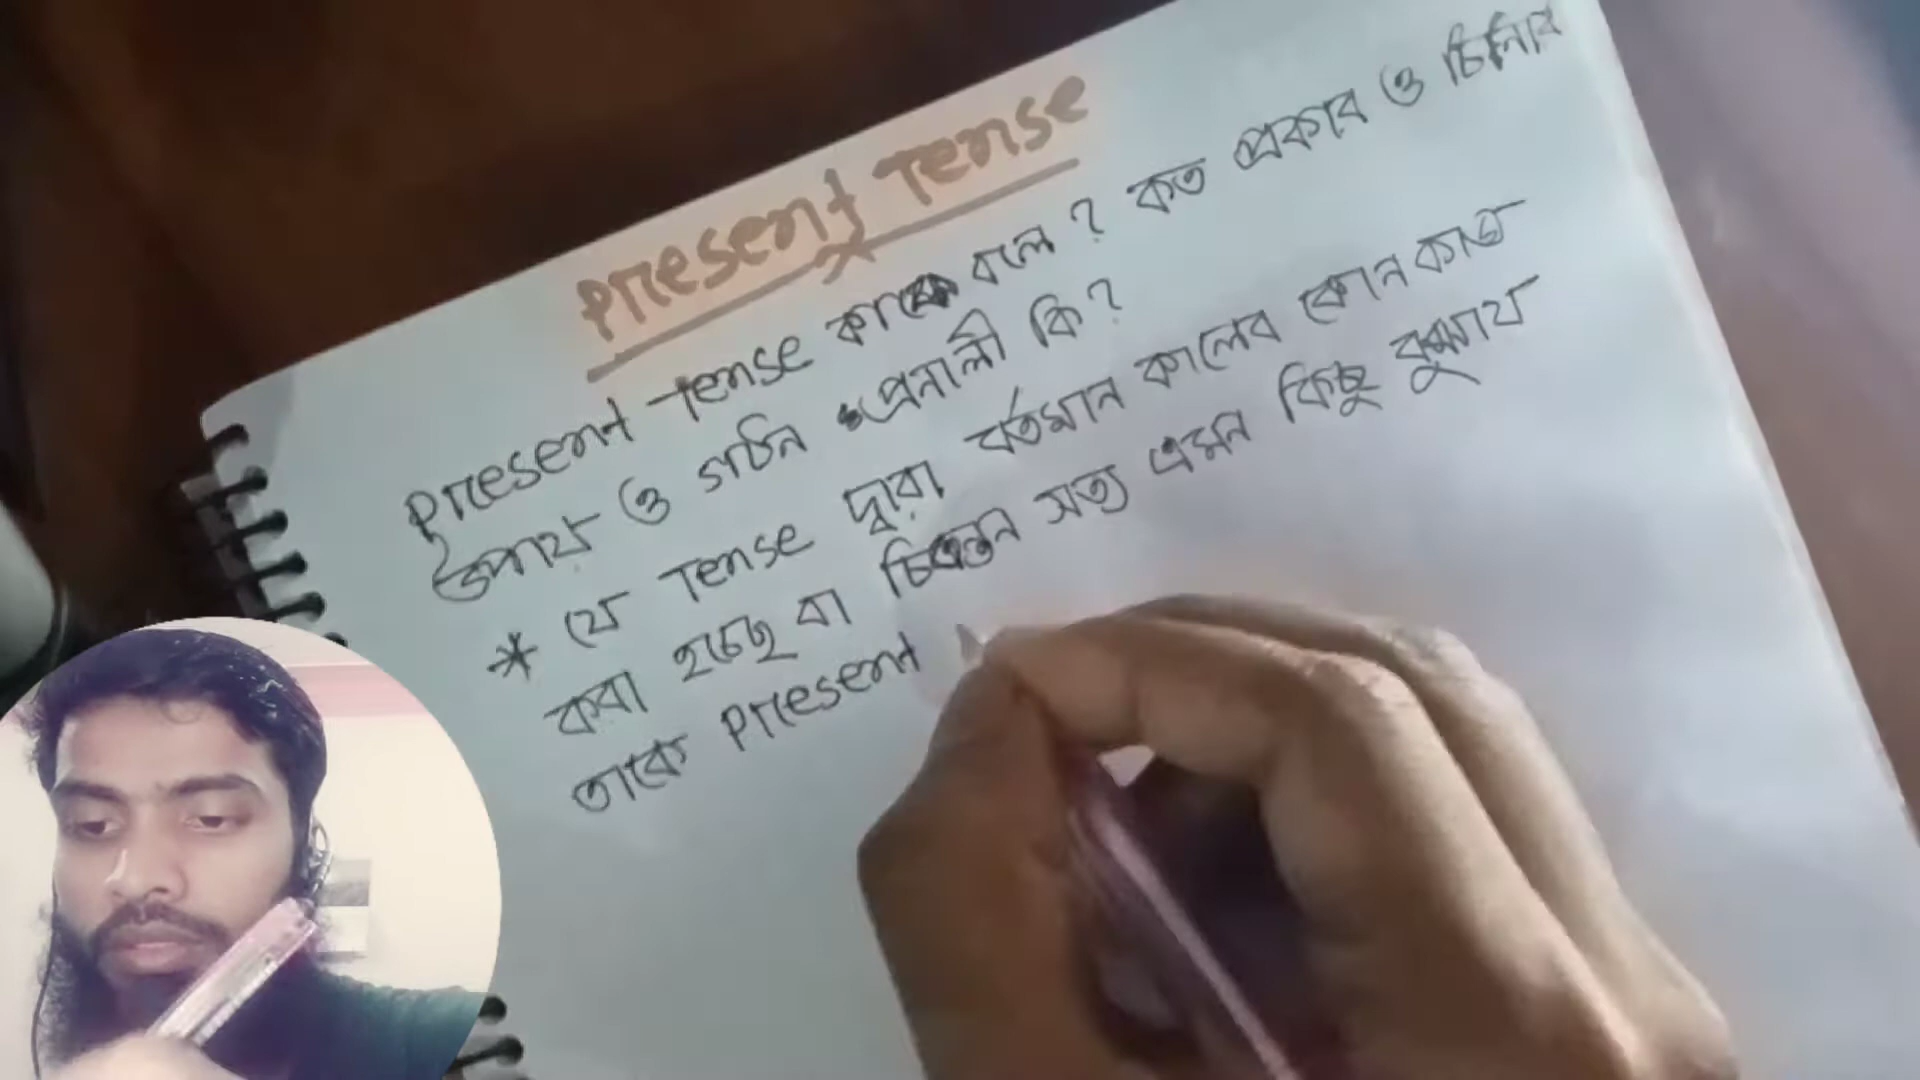 Present Tense
Present Tense কাকে বলে ? কত প্রকার ও চিনিবার
উপায় ও গঠন প্রনালী কি ?
* যে Tense দ্বারা বর্তমান কালের কোন কাজ
করা হচ্ছে বা চিরন্তন সত্য এমন কিছু বুঝায়
তাকে Present